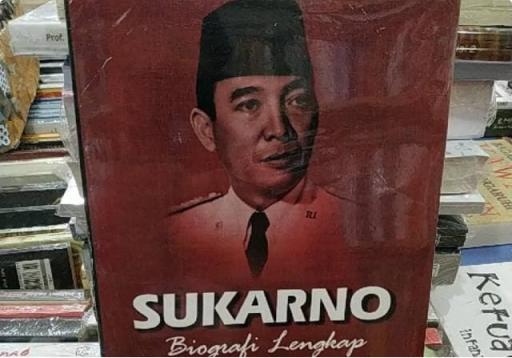 Prof.
RI
SUKARNO
Biografi Lengkap
Ketua